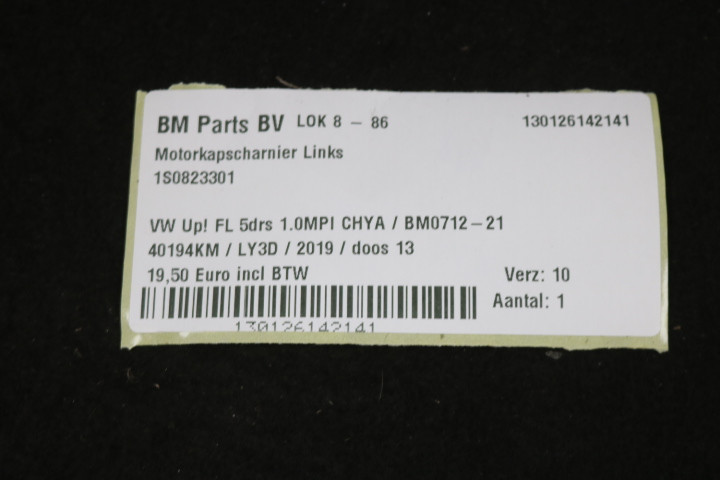 BM Parts BV LOK 8 - 86 130126142141
Motorkapscharnier Links
1S0823301
VW Up! FL 5drs 1.0MPI CHYA / BM0712-21
40194KM / LY3D / 2019 / doos 13
19,50 Euro incl BTW Verz: 10
Aantal: 1
130126142141